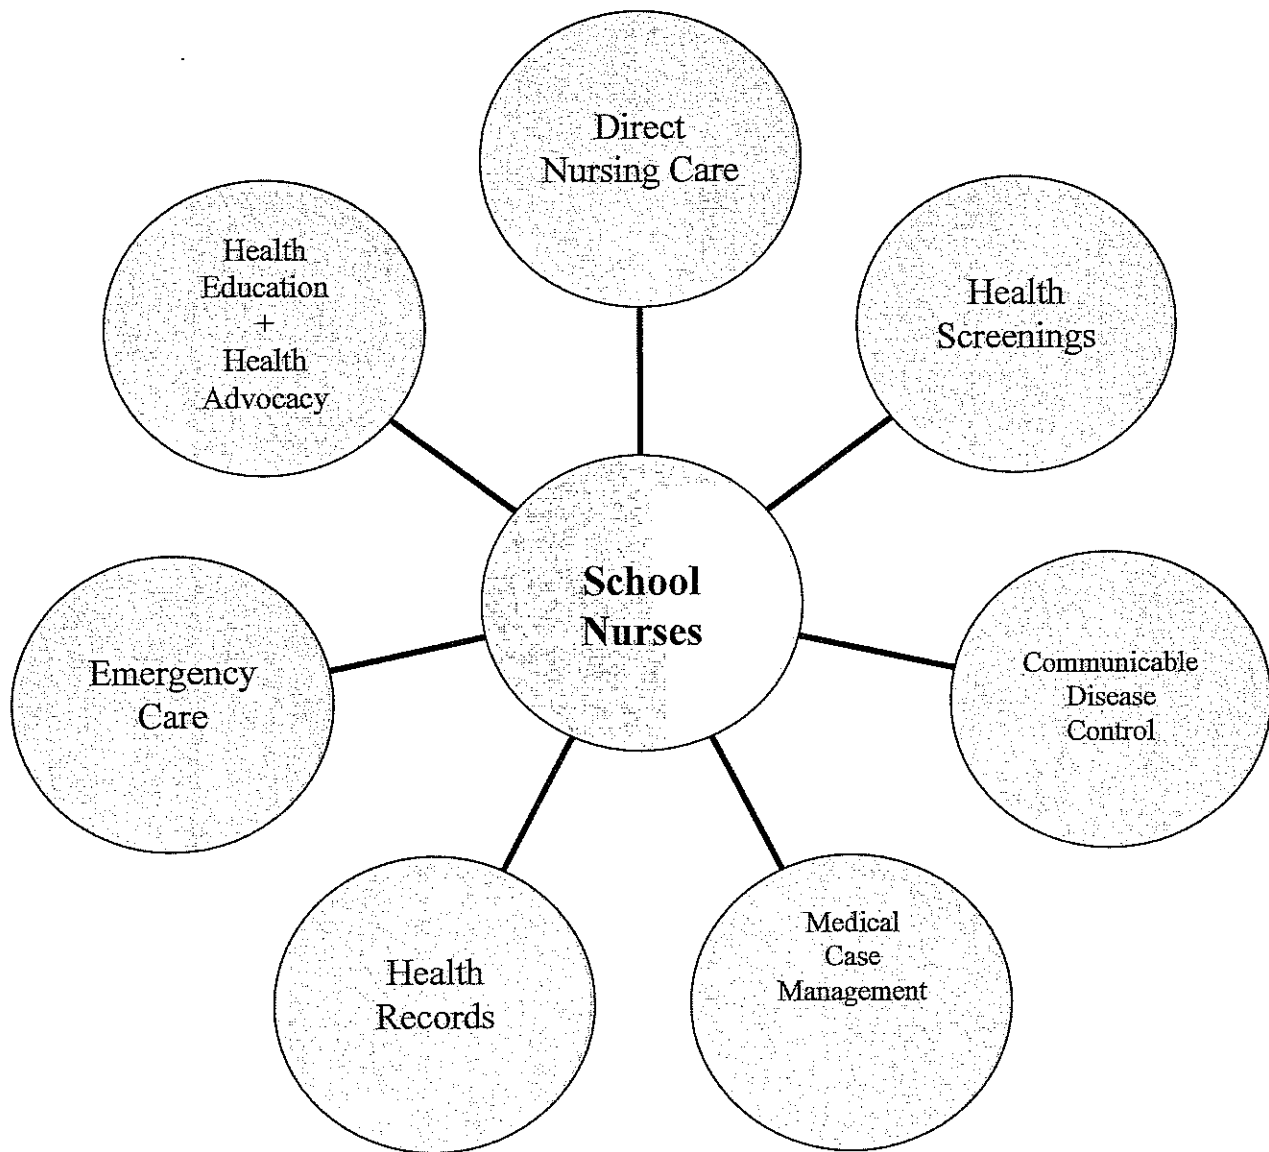 Direct
Nursing Care
Health
Screenings
Health
Education
+
Health
Advocacy
School
Nurses
Communicable
Disease
Control
Emergency
Care
Medical
Case
Management
Health
Records